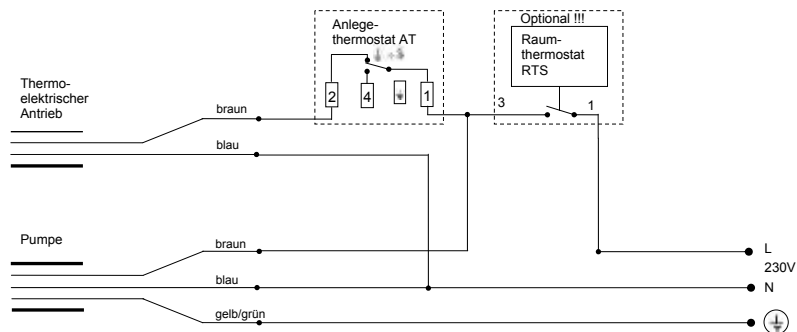 Optional !!!
Anlege-
thermostat AT
Raum-
thermostat
RTS
Thermo-
elektrischer
Antrieb
2
4
1
3
1
braun
blau
Pumpe
braun
L
230V
blau
N
gelb/grün